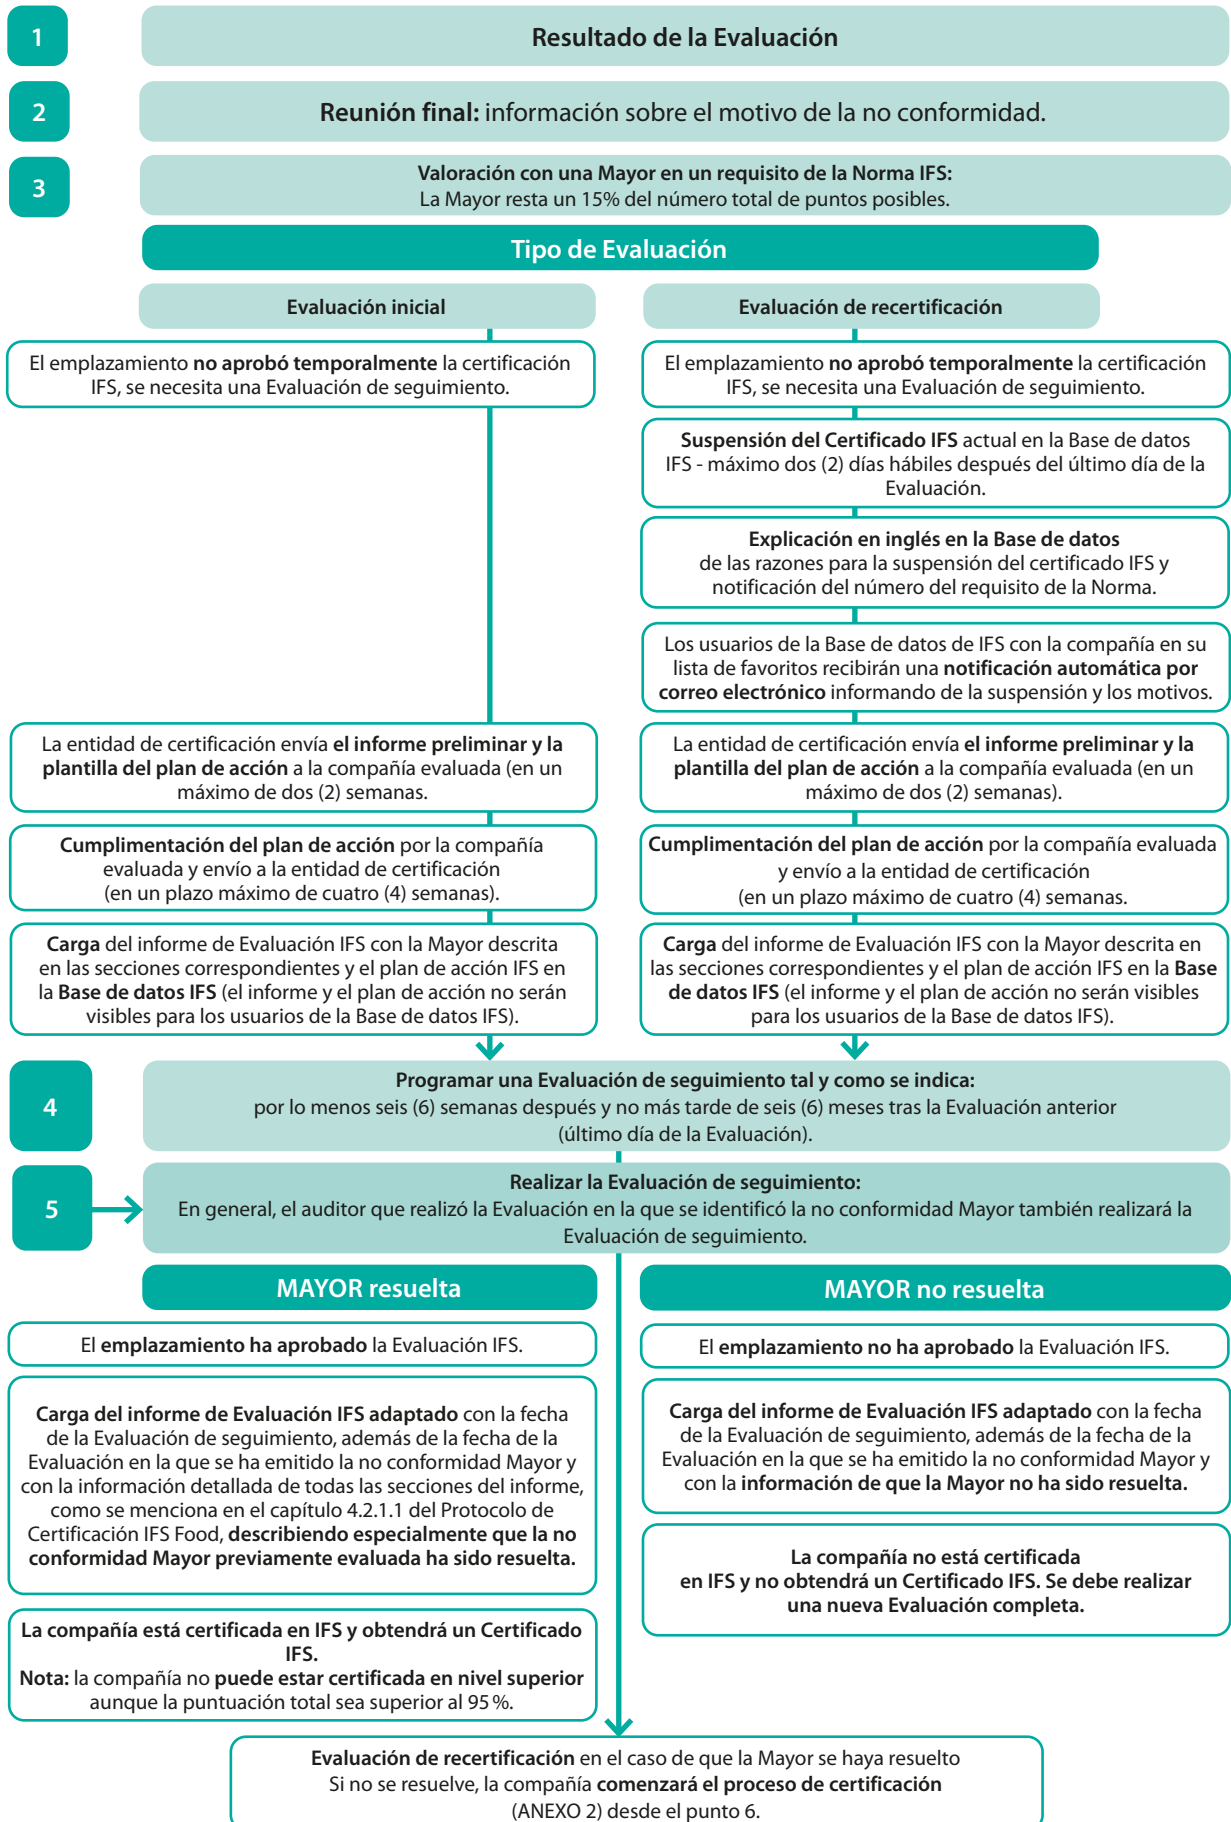 1
Resultado de la Evaluación
2
Reunión final: información sobre el motivo de la no conformidad.
3
Valoración con una Mayor en un requisito de la Norma IFS:
La Mayor resta un 15% del número total de puntos posibles.
Tipo de Evaluación
Evaluación inicial
El emplazamiento no aprobó temporalmente la certificación
IFS, se necesita una Evaluación de seguimiento.
La entidad de certificación envía el informe preliminar y la
plantilla del plan de acción a la compañía evaluada (en un
máximo de dos (2) semanas.
Cumplimentación del plan de acción por la compañía
evaluada y envío a la entidad de certificación
(en un plazo máximo de cuatro (4) semanas).
Carga del informe de Evaluación IFS con la Mayor descrita
en las secciones correspondientes y el plan de acción IFS en
la Base de datos IFS (el informe y el plan de acción no serán
visibles para los usuarios de la Base de datos IFS).
Evaluación de recertificación
El emplazamiento no aprobó temporalmente la certificación
IFS, se necesita una Evaluación de seguimiento.
Suspensión del Certificado IFS actual en la Base de datos
IFS - máximo dos (2) días hábiles después del último día de la
Evaluación.
Explicación en inglés en la Base de datos
de las razones para la suspensión del certificado IFS y
notificación del número del requisito de la Norma.
Los usuarios de la Base de datos de IFS con la compañía en su
lista de favoritos recibirán una notificación automática por
correo electrónico informando de la suspensión y los motivos.
La entidad de certificación envía el informe preliminar y la
plantilla del plan de acción a la compañía evaluada (en un
máximo de dos (2) semanas).
Cumplimentación del plan de acción por la compañía evaluada
y envío a la entidad de certificación
(en un plazo máximo de cuatro (4) semanas.
Carga del informe de Evaluación IFS con la Mayor descrita en
las secciones correspondientes y el plan de acción IFS en la Base
de datos IFS (el informe y el plan de acción no serán visibles
para los usuarios de la Base de datos IFS).
4
Programar una Evaluación de seguimiento tal y como se indica:
por lo menos seis (6) semanas después y no más tarde de seis (6) meses tras la Evaluación anterior
(último día de la Evaluación).
5
Realizar la Evaluación de seguimiento:
En general, el auditor que realizó la Evaluación en la que se identificó la no conformidad Mayor también realizará la
Evaluación de seguimiento.
MAYOR resuelta
El emplazamiento ha aprobado la Evaluación IFS.
Carga del informe de Evaluación IFS adaptado con la fecha
de la Evaluación de seguimiento, además de la fecha de la
Evaluación en la que se ha emitido la no conformidad Mayor y
con la información detallada de todas las secciones del informe,
como se menciona en el capítulo 4.2.1.1 del Protocolo de
Certificación IFS Food, describiendo especialmente que la no
conformidad Mayor previamente evaluada ha sido resuelta.
La compañía está certificada en IFS y obtendrá un Certificado
IFS.
Nota: la compañía no puede estar certificada en nivel superior
aunque la puntuación total sea superior al 95 %.
MAYOR no resuelta
El emplazamiento no ha aprobado la Evaluación IFS.
Carga del informe de Evaluación IFS adaptado con la fecha
de la Evaluación de seguimiento, además de la fecha de la
Evaluación en la que se ha emitido la no conformidad Mayor y
con la información de que la Mayor no ha sido resuelta.
La compañía no está certificada
en IFS y no obtendrá un Certificado IFS. Se debe realizar
una nueva Evaluación completa.
Evaluación de recertificación en el caso de que la Mayor se haya resuelto
Si no se resuelve, la compañía comenzará el proceso de certificación
(ANEXO 2) desde el punto 6.